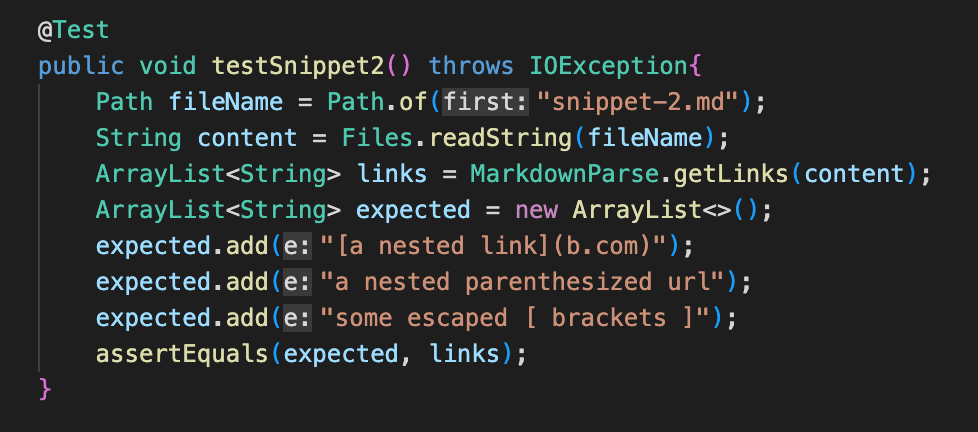 @Test
public void testSnippet2() throws IOException{
Path fileName = Path.of(first: "snippet-2.md");
String content = Files.readString(fileName);
ArrayList<String> links = MarkdownParse.getLinks(content);
ArrayList<String> expected = new ArrayList<>();
expected.add(e: "[a nested link](b.com)");
expected.add(e: "a nested parenthesized url");
expected.add(e: "some escaped [ brackets ]");
assertEquals(expected, links);
}